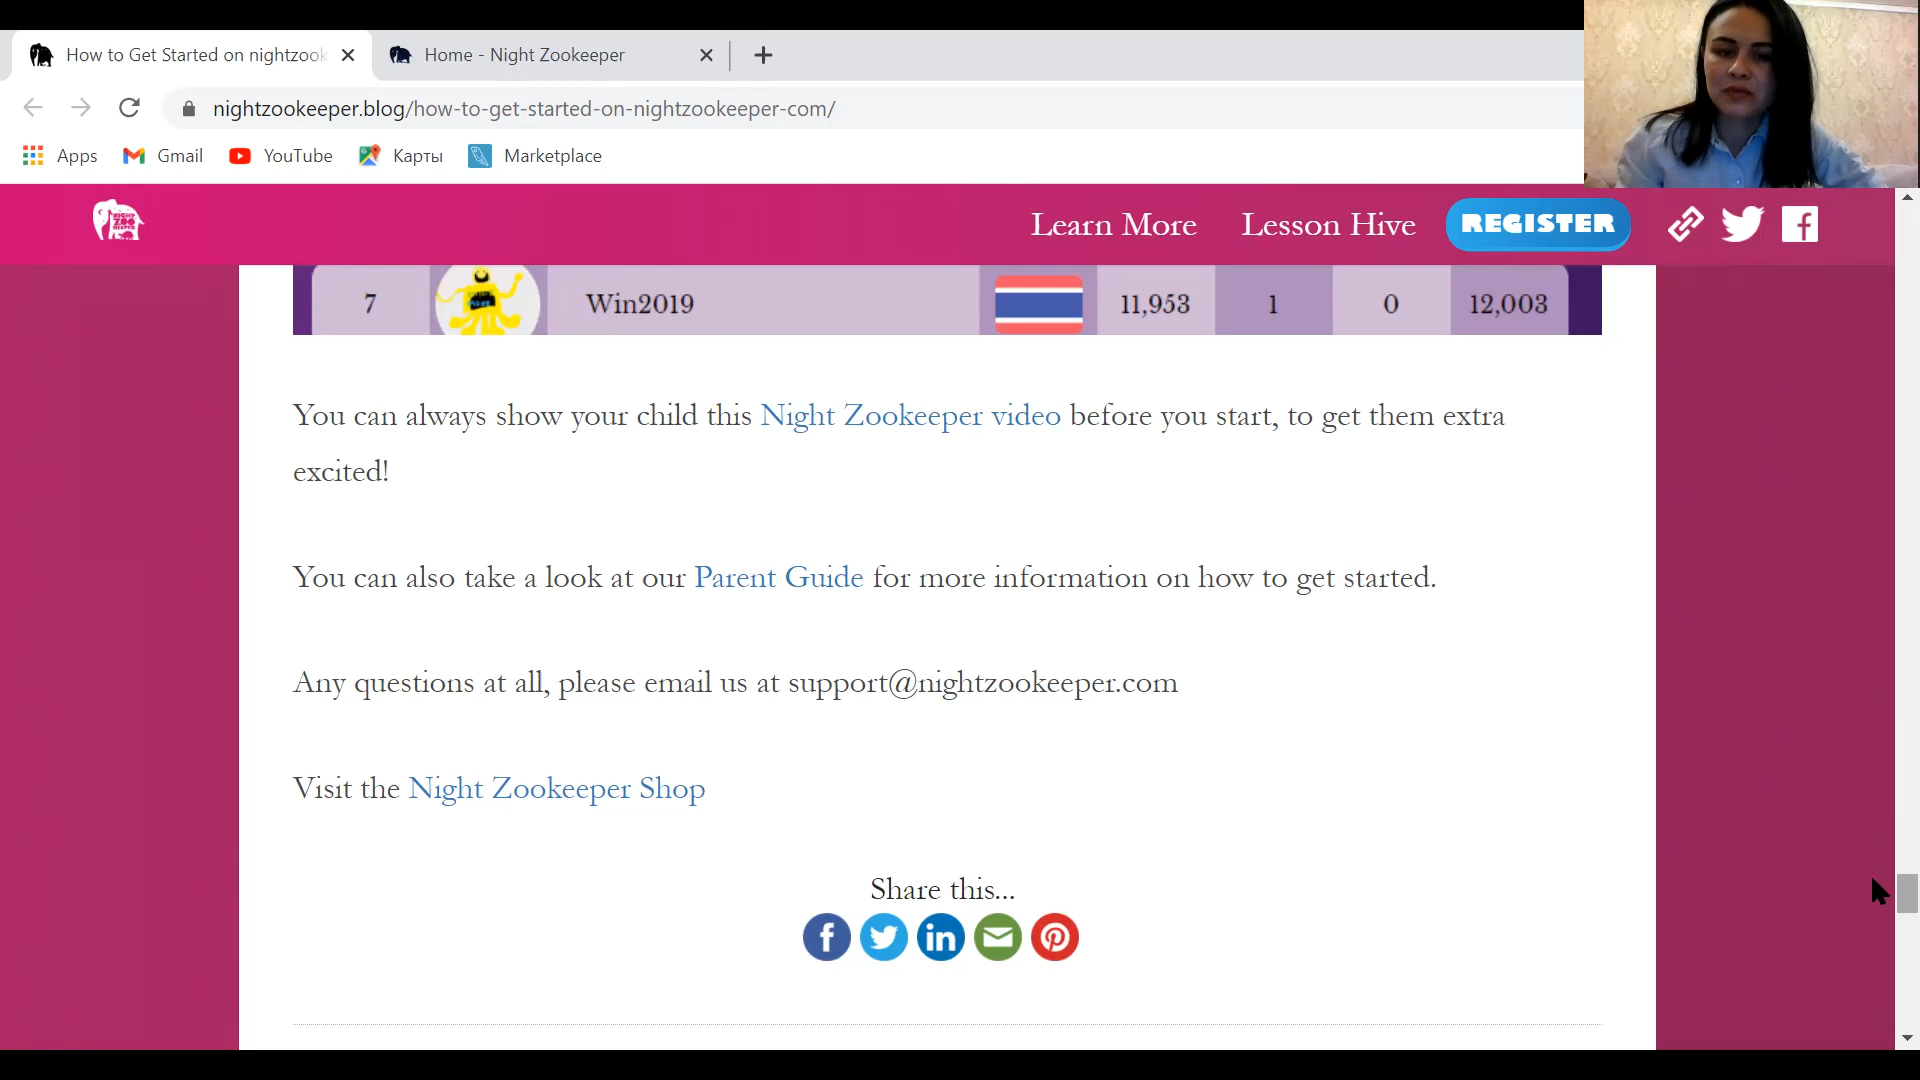 How to Get Started on nightzook
Home - Night Zookeeper
nightzookeeper.blog/how-to-get-started-on-nightzookeeper-com/
Apps Gmail YouTube Карты Marketplace
NIGHT ZOO KEEPER
Learn More Lesson Hive REGISTER
7 Win2019 11,953 1 0 12,003
You can always show your child this Night Zookeeper video before you start, to get them extra
excited!
You can also take a look at our Parent Guide for more information on how to get started.
Any questions at all, please email us at support@nightzookeeper.com
Visit the Night Zookeeper Shop
Share this...